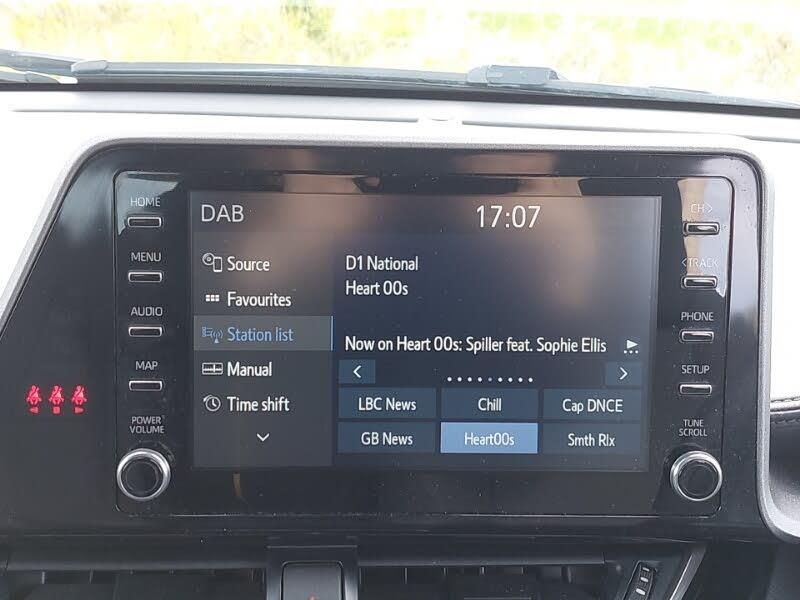 HOME
MENU
AUDIO
MAP
POWER
VOLUME
DAB
17:07
Source
Favourites
Station list
Manual
Time shift
D1 National
Heart 00s
Now on Heart 00s: Spiller feat. Sophie Ellis
LBC News
Chill
Cap DNCE
GB News
Heart00s
Smth Rlx
CH >
< TRACK
PHONE
SETUP
TUNE
SCROLL